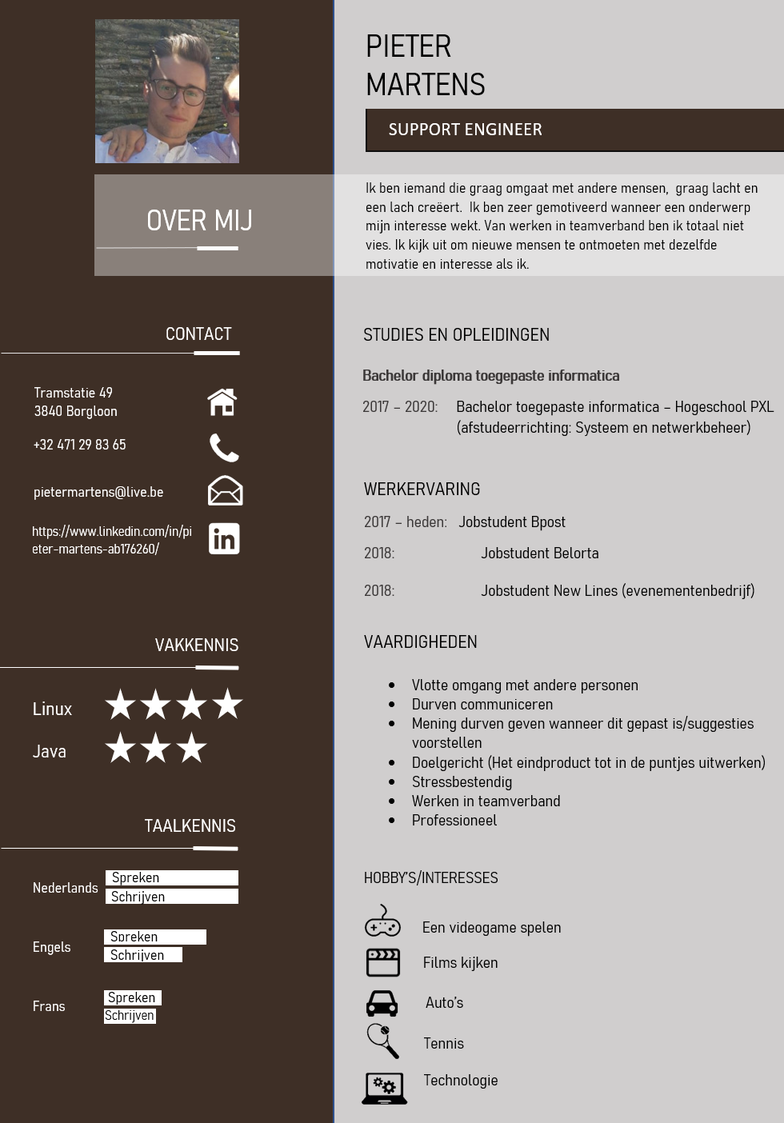 PIETER
MARTENS
SUPPORT ENGINEER
OVER MIJ
Ik ben iemand die graag omgaat met andere mensen, graag lacht en
een lach creëert. Ik ben zeer gemotiveerd wanneer een onderwerp
mijn interesse wekt. Van werken in teamverband ben ik totaal niet
vies. Ik kijk uit om nieuwe mensen te ontmoeten met dezelfde
motivatie en interesse als ik.
CONTACT
Tramstatie 49
3840 Borgloon
+32 471 29 83 65
pietermartens@live.be
https://www.linkedin.com/in/pi
eter-martens-ab176260/
in
VAKKENNIS
Linux
Java
TAALKENNIS
Nederlands
Spreken
Schrijven
Engels
Spreken
Schrijven
Frans
Spreken
Schrijven
STUDIES EN OPLEIDINGEN
Bachelor diploma toegepaste informatica
2017 – 2020: Bachelor toegepaste informatica – Hogeschool PXL
(afstudeerrichting: Systeem en netwerkbeheer)
WERKERVARING
2017 – heden: Jobstudent Bpost
2018: Jobstudent Belorta
2018: Jobstudent New Lines (evenementenbedrijf)
VAARDIGHEDEN
• Vlotte omgang met andere personen
• Durven communiceren
• Mening durven geven wanneer dit gepast is/suggesties
voorstellen
• Doelgericht (Het eindproduct tot in de puntjes uitwerken)
• Stressbestendig
• Werken in teamverband
• Professioneel
HOBBY'S/INTERESSES
Een videogame spelen
Films kijken
Auto's
Tennis
Technologie